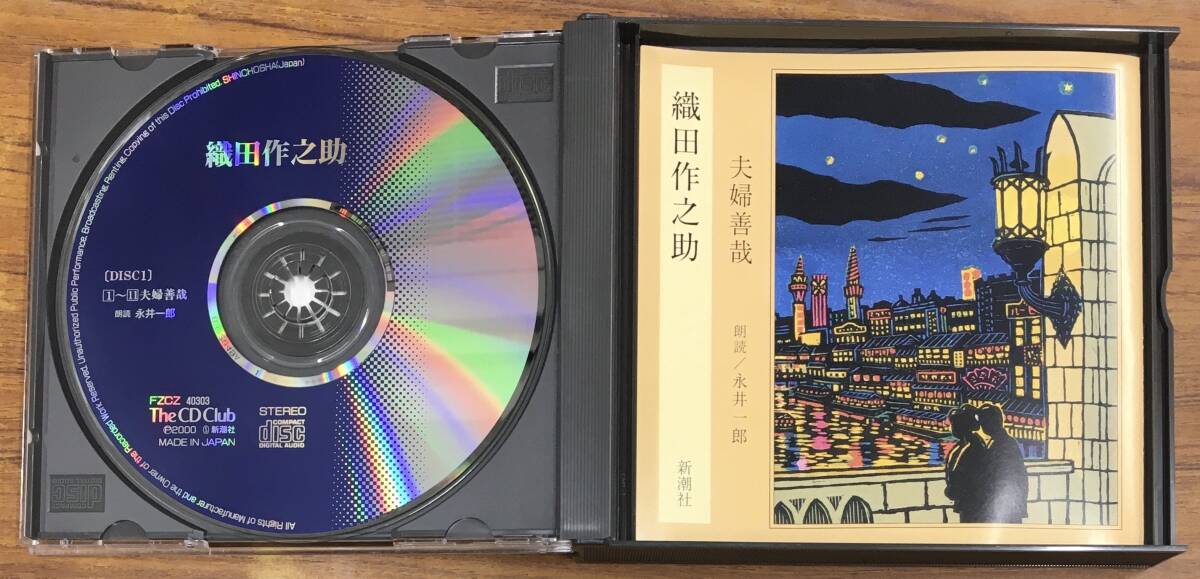 All Rights of Manufacturer and the Owner of the Recorded Work Reserved. Unauthorized Public Performance, Broadcasting, Renting, Copying of this Disc Prohibited. SHINCHOSHA(Japan)
織田作之助
〔DISC1〕
1～11夫婦善哉
朗読 永井一郎
FZCZ 40303
The CD Club
Ⓟ2000 Ⓢ新潮社
MADE IN JAPAN
STEREO
COMPACT
disc
DIGITAL AUDIO
織田作之助
夫婦善哉
朗読／永井一郎
新潮社